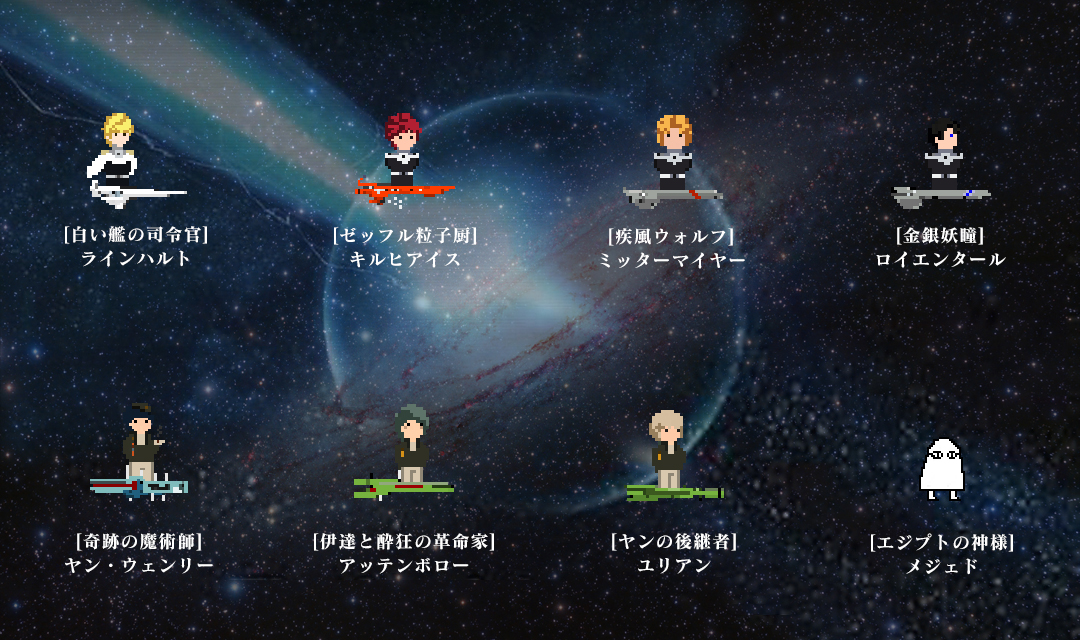 [白い艦の司令官]
ラインハルト
[ゼッフル粒子厨]
キルヒアイス
[疾風ウォルフ]
ミッターマイヤー
[金銀妖瞳]
ロイエンタール
[奇跡の魔術師]
ヤン・ウェンリー
[伊達と酔狂の革命家]
アッテンボロー
[ヤンの後継者]
ユリアン
[エジプトの神様]
メジェド